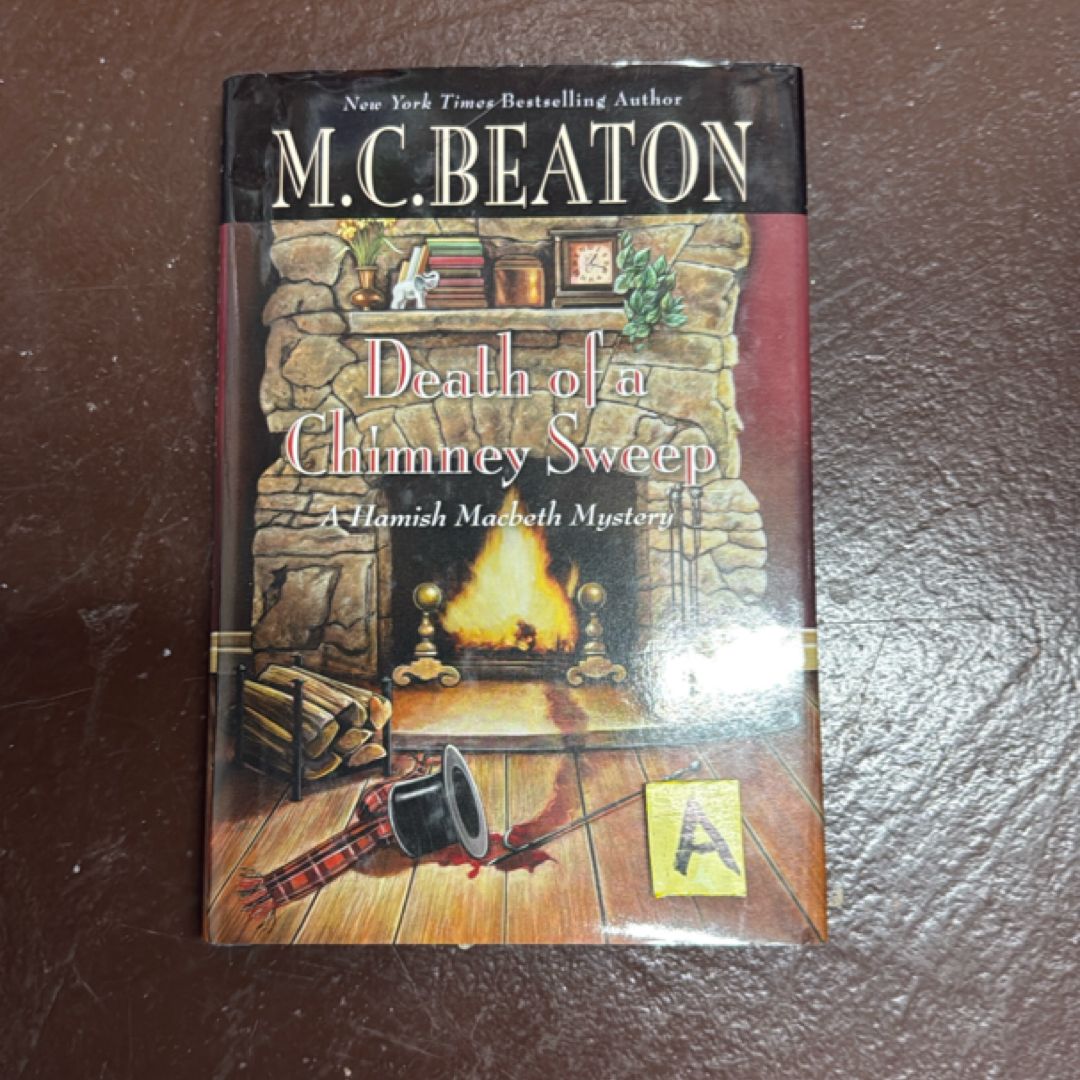 New York Times Bestselling Author
M.C.BEATON
Death of a
Chimney Sweep
A Hamish Macbeth Mystery
A